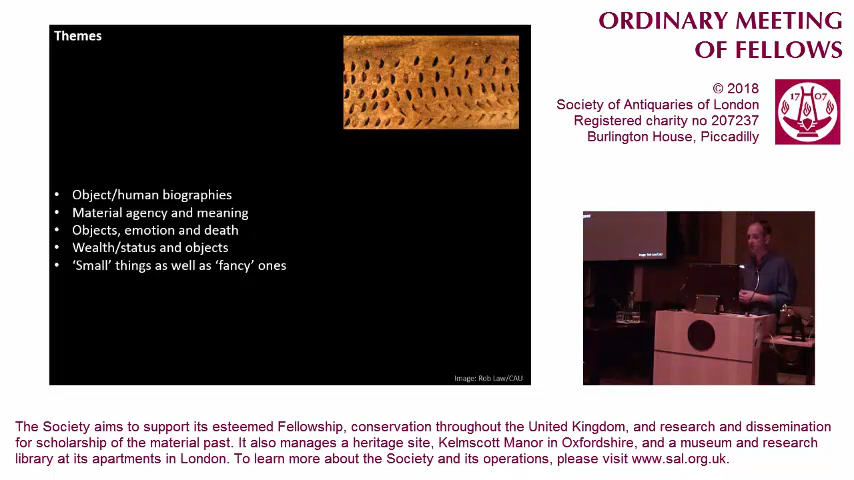 ORDINARY MEETING
OF FELLOWS
© 2018
Society of Antiquaries of London
Registered charity no 207237
Burlington House, Piccadilly
17 07
Themes
• Object/human biographies
• Material agency and meaning
• Objects, emotion and death
• Wealth/status and objects
• ‘Small’ things as well as ‘fancy’ ones
Image: Rob Law/CAU
The Society aims to support its esteemed Fellowship, conservation throughout the United Kingdom, and research and dissemination
for scholarship of the material past. It also manages a heritage site, Kelmscott Manor in Oxfordshire, and a museum and research
library at its apartments in London. To learn more about the Society and its operations, please visit www.sal.org.uk.